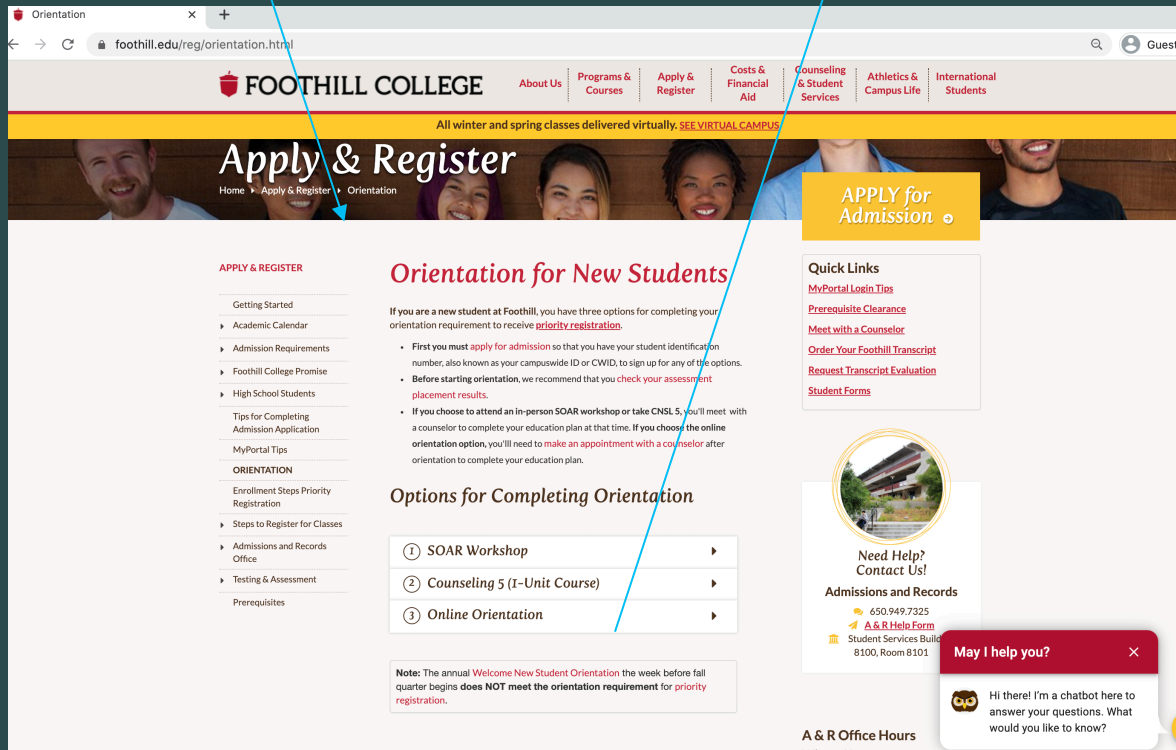 Orientation
foothill.edu/reg/orientation.html
Guest
FOOTHILL COLLEGE
About Us
Programs &
Courses
Apply &
Register
Costs &
Financial
Aid
Counseling
& Student
Services
Athletics &
Campus Life
International
Students
All winter and spring classes delivered virtually. SEE VIRTUAL CAMPUS
Apply & Register
Home Apply & Register Orientation
APPLY for
Admission
APPLY & REGISTER
Getting Started
Academic Calendar
Admission Requirements
Foothill College Promise
High School Students
Tips for Completing
Admission Application
MyPortal Tips
ORIENTATION
Enrollment Steps Priority
Registration
Steps to Register for Classes
Admissions and Records
Office
Testing & Assessment
Prerequisites
Orientation for New Students
If you are a new student at Foothill, you have three options for completing your
orientation requirement to receive priority registration.
• First you must apply for admission so that you have your student identification
number, also known as your campuswide ID or CWID, to sign up for any of the options.
• Before starting orientation, we recommend that you check your assessment
placement results.
• If you choose to attend an in-person SOAR workshop or take CNSL 5, you'll meet with
a counselor to complete your education plan at that time. If you choose the online
orientation option, you'lll need to make an appointment with a counselor after
orientation to complete your education plan.
Options for Completing Orientation
1 SOAR Workshop
2 Counseling 5 (1-Unit Course)
3 Online Orientation
Note: The annual Welcome New Student Orientation the week before fall
quarter begins does NOT meet the orientation requirement for priority
registration.
Quick Links
MyPortal Login Tips
Prerequisite Clearance
Meet with a Counselor
Order Your Foothill Transcript
Request Transcript Evaluation
Student Forms
Need Help?
Contact Us!
Admissions and Records
650.949.7325
A & R Help Form
Student Services Build
8100, Room 8101
A & R Office Hours
May I help you?
Hi there! I'm a chatbot here to
answer your questions. What
would you like to know?